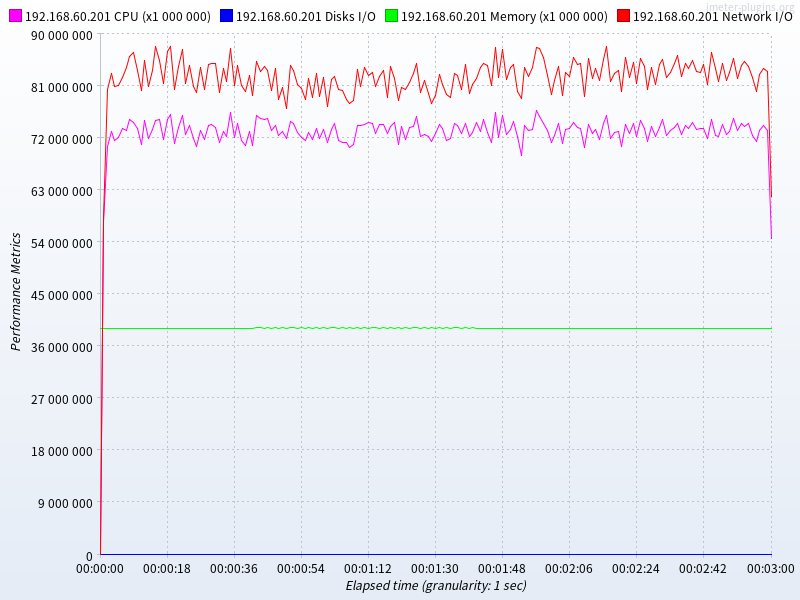 jmeter-plugins.org
192.168.60.201 CPU (x1 000 000) 192.168.60.201 Disks I/O 192.168.60.201 Memory (x1 000 000) 192.168.60.201 Network I/O
90 000 000
81 000 000
72 000 000
63 000 000
54 000 000
45 000 000
36 000 000
27 000 000
18 000 000
9 000 000
0
Performance Metrics
00:00:00 00:00:18 00:00:36 00:00:54 00:01:12 00:01:30 00:01:48 00:02:06 00:02:24 00:02:42 00:03:00
Elapsed time (granularity: 1 sec)